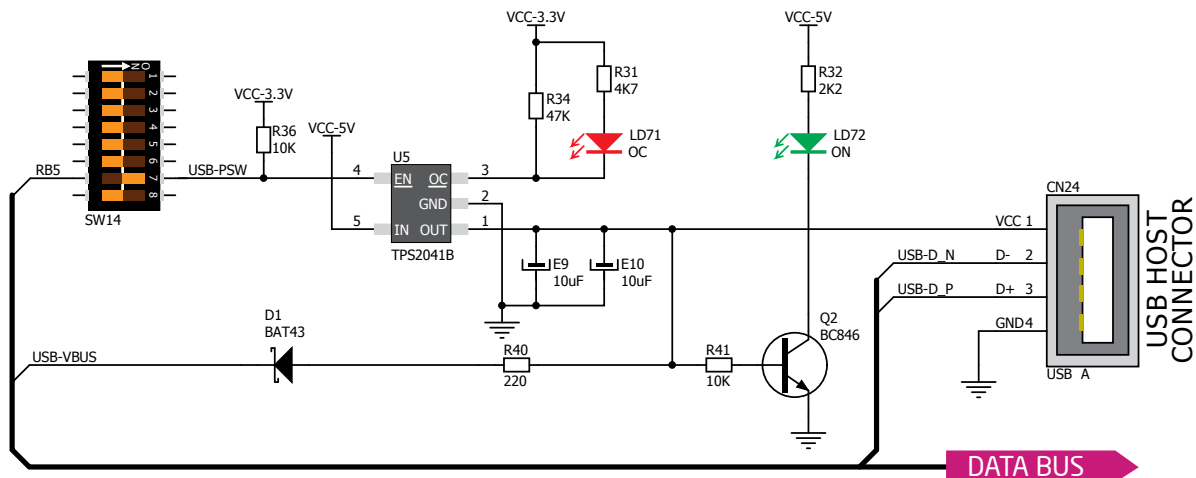 VCC-3.3V
VCC-5V
R31
4K7
R34
47K
R32
2K2
O
N
1
2
3
4
5
6
7
8
VCC-3.3V
R36
10K
VCC-5V
LD71
OC
LD72
ON
RB5
USB-PSW
SW14
U5
4
EN
OC
3
GND
2
5
IN
OUT
1
TPS2041B
E9
10uF
E10
10uF
CN24
VCC 1
USB-D_N
D- 2
USB-D_P
D+ 3
GND4
USB A
USB HOST
CONNECTOR
D1
BAT43
USB-VBUS
R40
220
R41
10K
Q2
BC846
DATA BUS